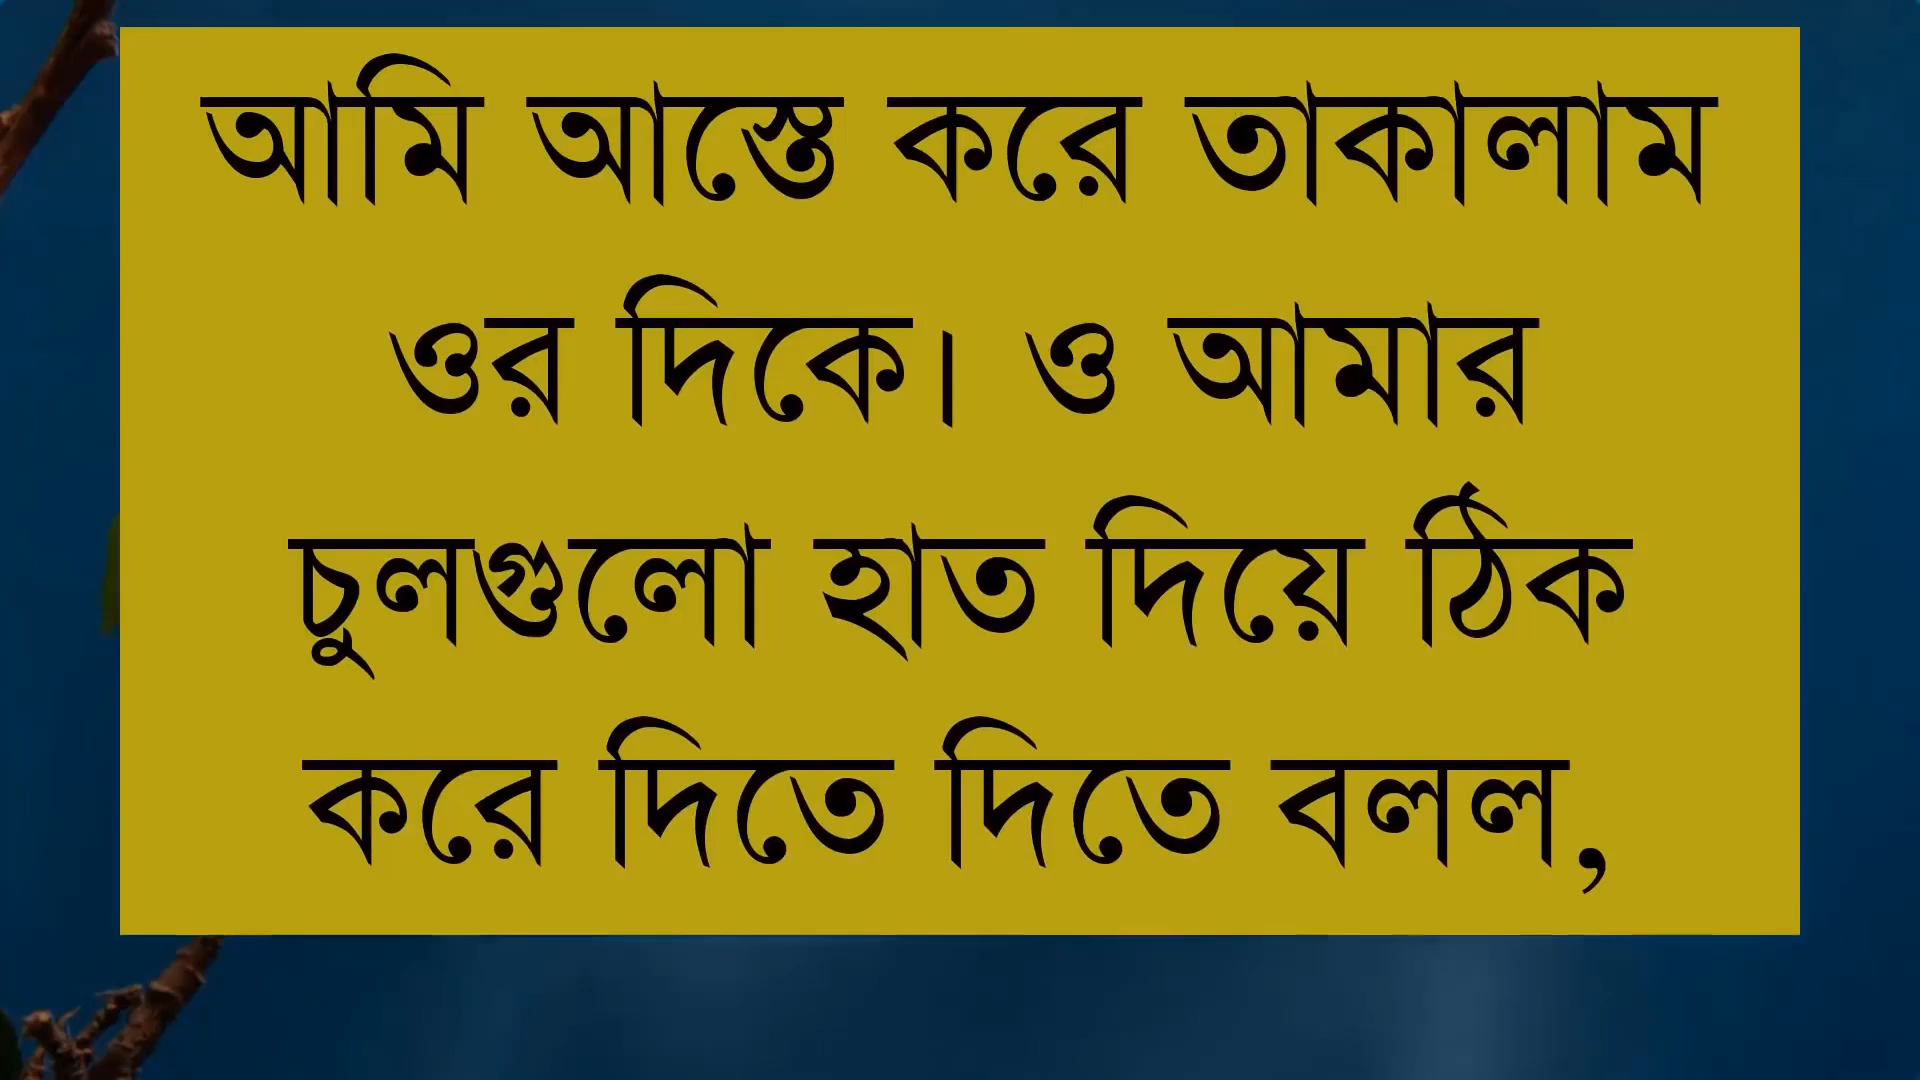 আমি আস্তে করে তাকালাম
ওর দিকে। ও আমার
চুলগুলো হাত দিয়ে ঠিক
করে দিতে দিতে বলল,